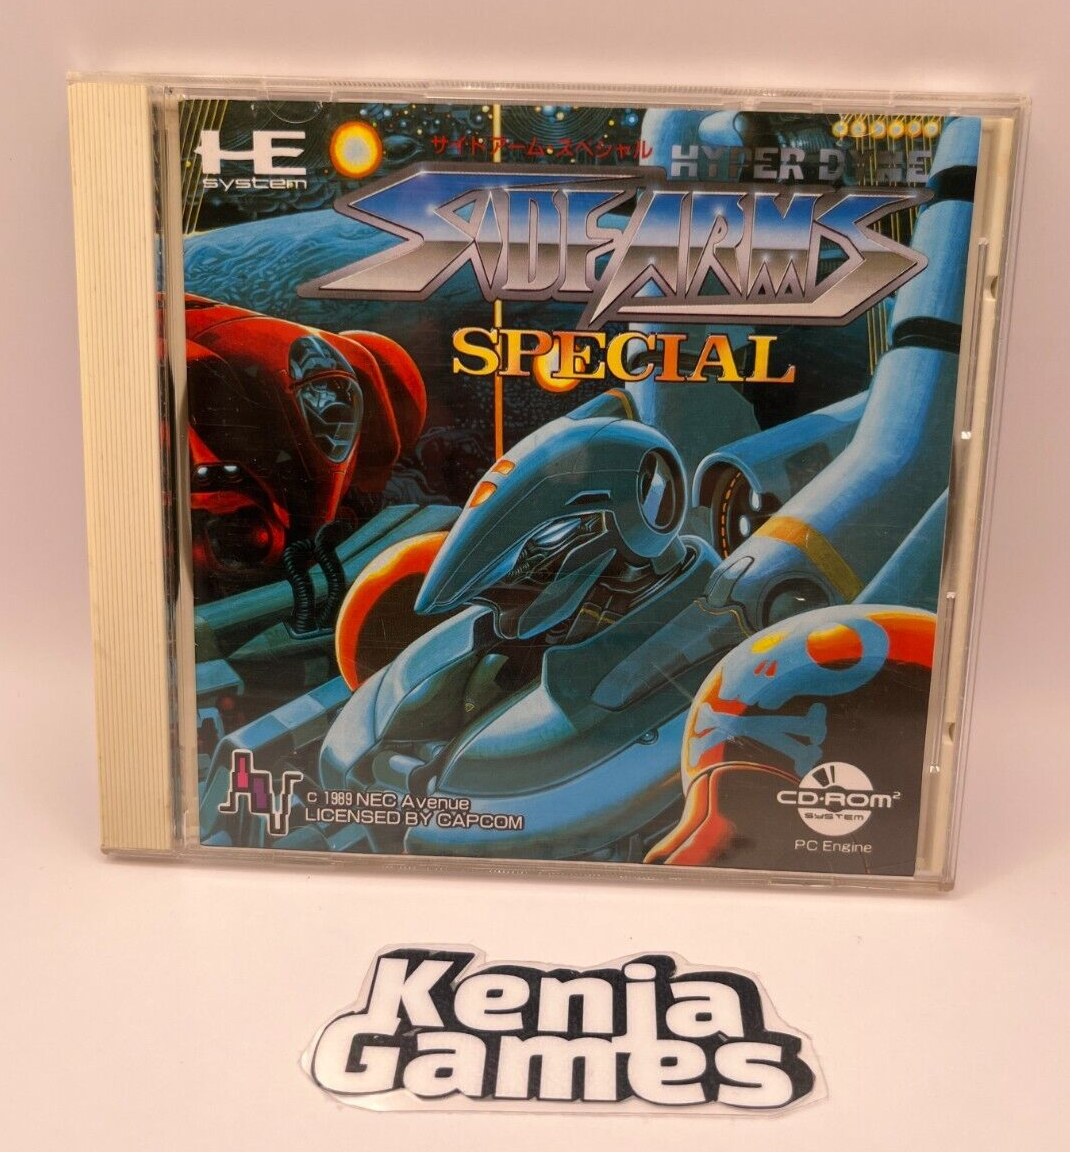 HE
system
サイドアーム・スペシャル
HYPER DYNE
SIDE ARMS
SPECIAL
C 1989 NEC Avenue
LICENSED BY CAPCOM
CD-ROM²
SYSTEM
PC Engine
Kenja
Games